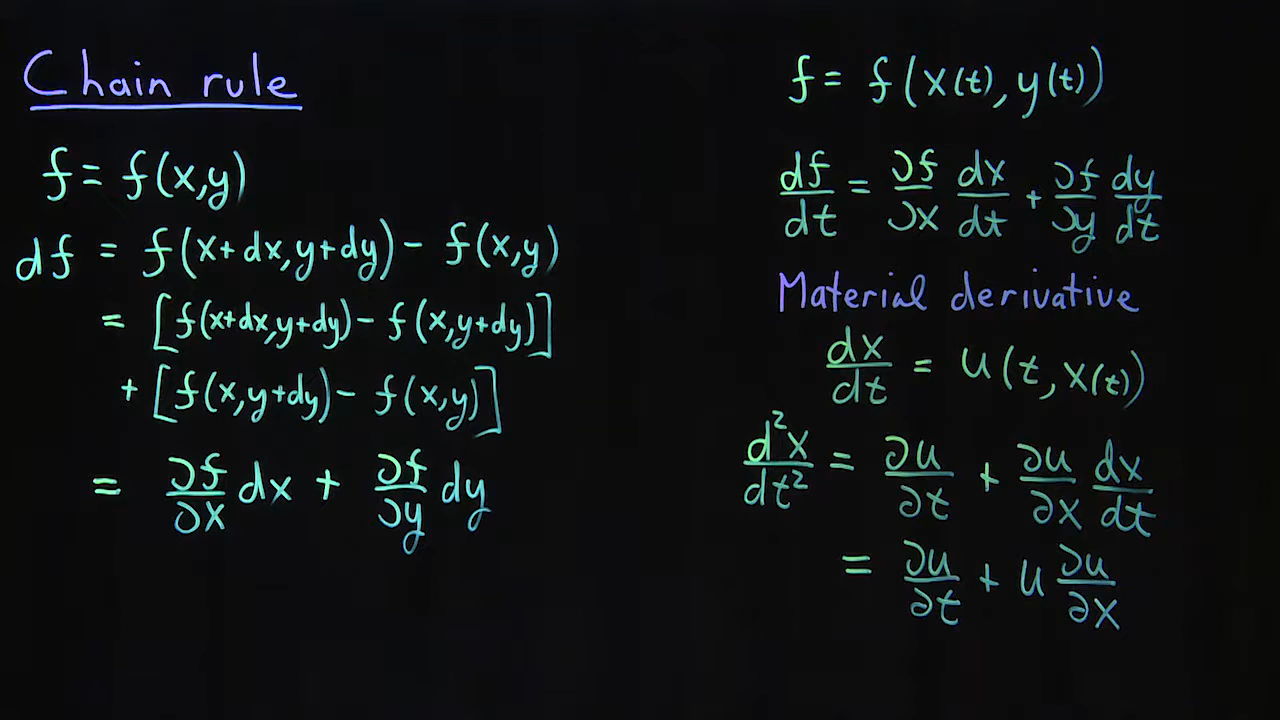 Chain rule
f = f(x,y)
df = f(x+dx,y+dy) - f(x,y)
= [f(x+dx,y+dy) - f(x,y+dy)]
+ [f(x,y+dy) - f(x,y)]
= ∂f/∂x dx + ∂f/∂y dy
f = f(x(t), y(t))
df/dt = ∂f/∂x dx/dt + ∂f/∂y dy/dt
Material derivative
dx/dt = u(t, x(t))
d²x/dt² = ∂u/∂t + ∂u/∂x dx/dt
= ∂u/∂t + u ∂u/∂x